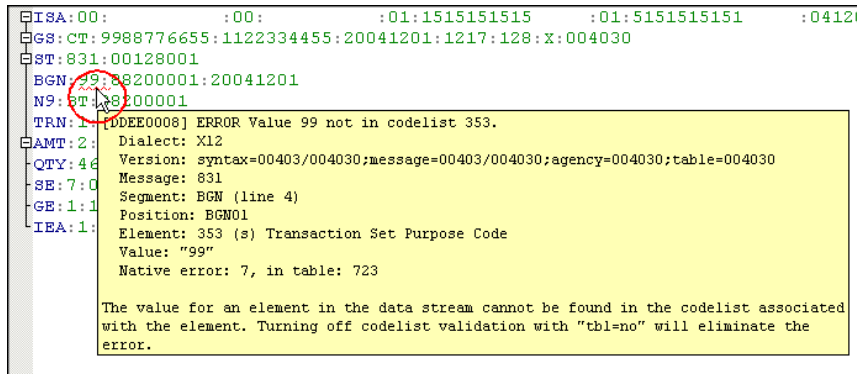 ISA:00:          :00:          :01:1515151515     :01:5151515151     :04120
GS:CT:9988776655:1122334455:20041201:1217:128:X:004030
ST:831:00128001
BGN:99:88200001:20041201
N9:BT:88200001
TRN:1:
AMT:2:
QTY:46
SE:7:0
GE:1:1
IEA:1:
[DDEE0008] ERROR Value 99 not in codelist 353.
Dialect: X12
Version: syntax=00403/004030;message=00403/004030;agency=004030;table=004030
Message: 831
Segment: BGN (line 4)
Position: BGN01
Element: 353 (s) Transaction Set Purpose Code
Value: "99"
Native error: 7, in table: 723
The value for an element in the data stream cannot be found in the codelist associated
with the element. Turning off codelist validation with "tbl=no" will eliminate the
error.